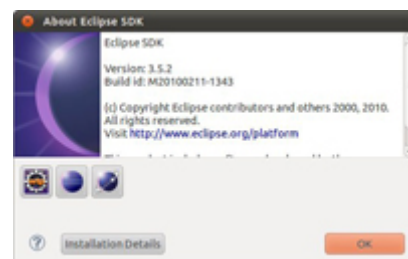 About Eclipse SDK
Eclipse SDK
Version: 3.5.2
Build id: M20100211-1343
(c) Copyright Eclipse contributors and others 2000, 2010.
All rights reserved.
Visit http://www.eclipse.org/platform
Installation Details
OK